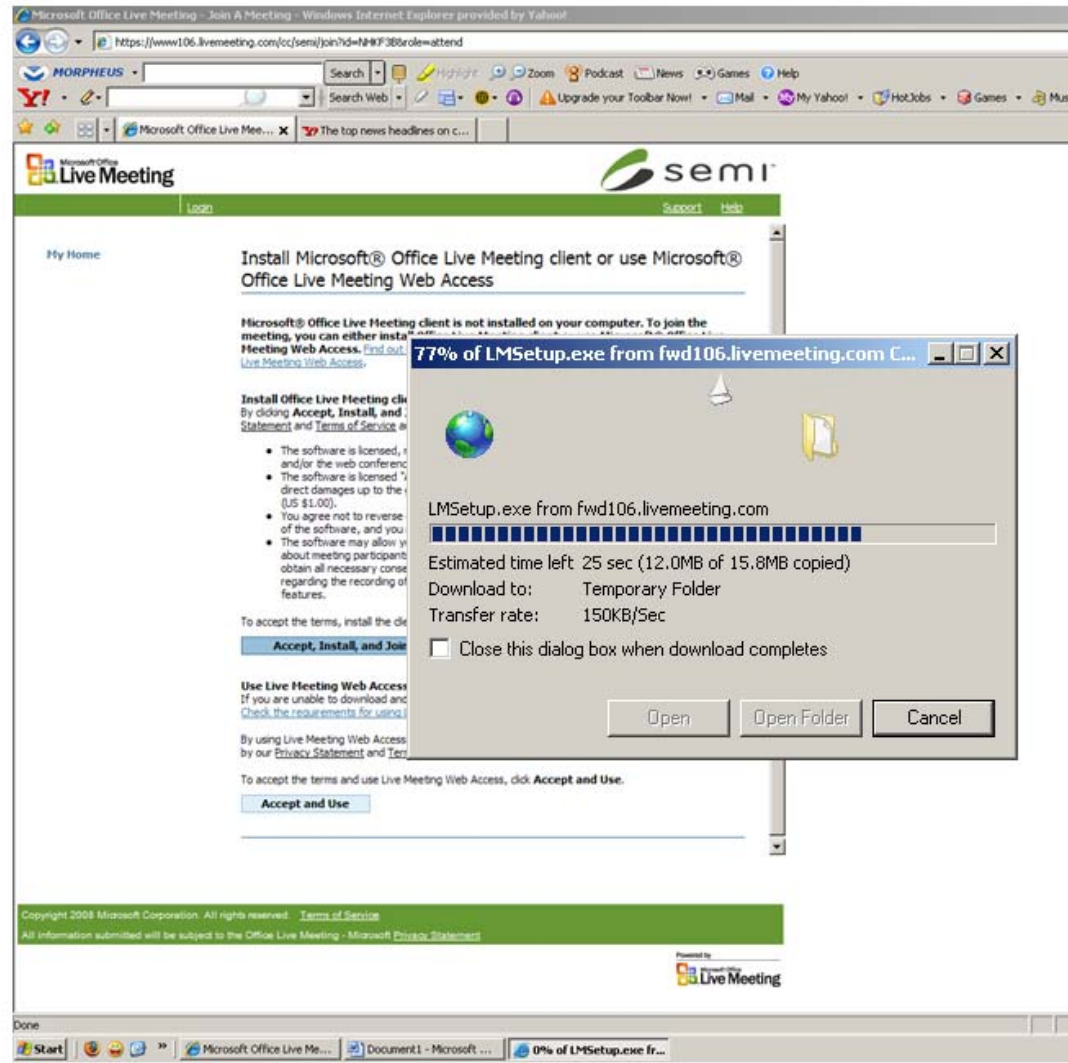 Microsoft Office Live Meeting - Join A Meeting - Windows Internet Explorer provided by Yahoo!
https://www106.livemeeting.com/cc/semi/join?id=NHKF3B&role=attend
MORPHEUS Search Highlight Zoom Podcast News Games Help
Y! Search Web Upgrade your Toolbar Now! Mail My Yahoo! HotJobs Games Mus
Microsoft Office Live Mee... The top news headlines on c...
Microsoft Office
Live Meeting
semi
Login Support Help
My Home
Install Microsoft® Office Live Meeting client or use Microsoft®
Office Live Meeting Web Access
Microsoft® Office Live Meeting client is not installed on your computer. To join the
meeting, you can either insta
Meeting Web Access. Find out
Live Meeting Web Access.
Install Office Live Meeting cli
By clicking Accept, Install, and
Statement and Terms of Service a
The software is licensed,
and/or the web conferenc
The software is licensed "
direct damages up to the
(US $1.00).
You agree not to reverse
of the software, and you
The software may allow y
about meeting participants
obtain all necessary conse
regarding the recording of
features.
To accept the terms, install the clie
Accept, Install, and Join
Use Live Meeting Web Access
If you are unable to download and
Check the requirements for using
By using Live Meeting Web Access
by our Privacy Statement and Terr
To accept the terms and use Live Meeting Web Access, click Accept and Use.
Accept and Use
77% of LMSetup.exe from fwd106.livemeeting.com C...
LMSetup.exe from fwd106.livemeeting.com
Estimated time left 25 sec (12.0MB of 15.8MB copied)
Download to: Temporary Folder
Transfer rate: 150KB/Sec
Close this dialog box when download completes
Open Open Folder Cancel
Copyright 2008 Microsoft Corporation. All rights reserved. Terms of Service
All information submitted will be subject to the Office Live Meeting - Microsoft Privacy Statement
Powered by
Microsoft Office
Live Meeting
Done
Start Microsoft Office Live Me... Document1 - Microsoft ... 0% of LMSetup.exe fr...